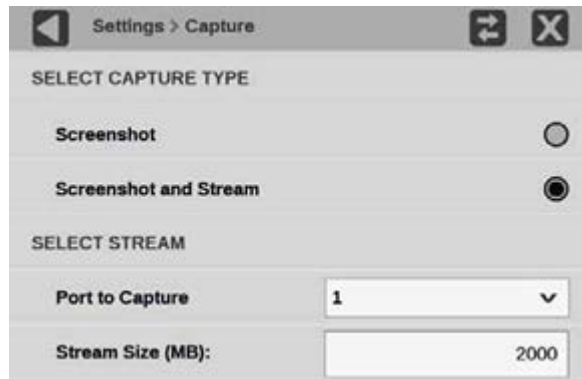 Settings > Capture
SELECT CAPTURE TYPE
Screenshot
Screenshot and Stream
SELECT STREAM
Port to Capture 1
Stream Size (MB): 2000